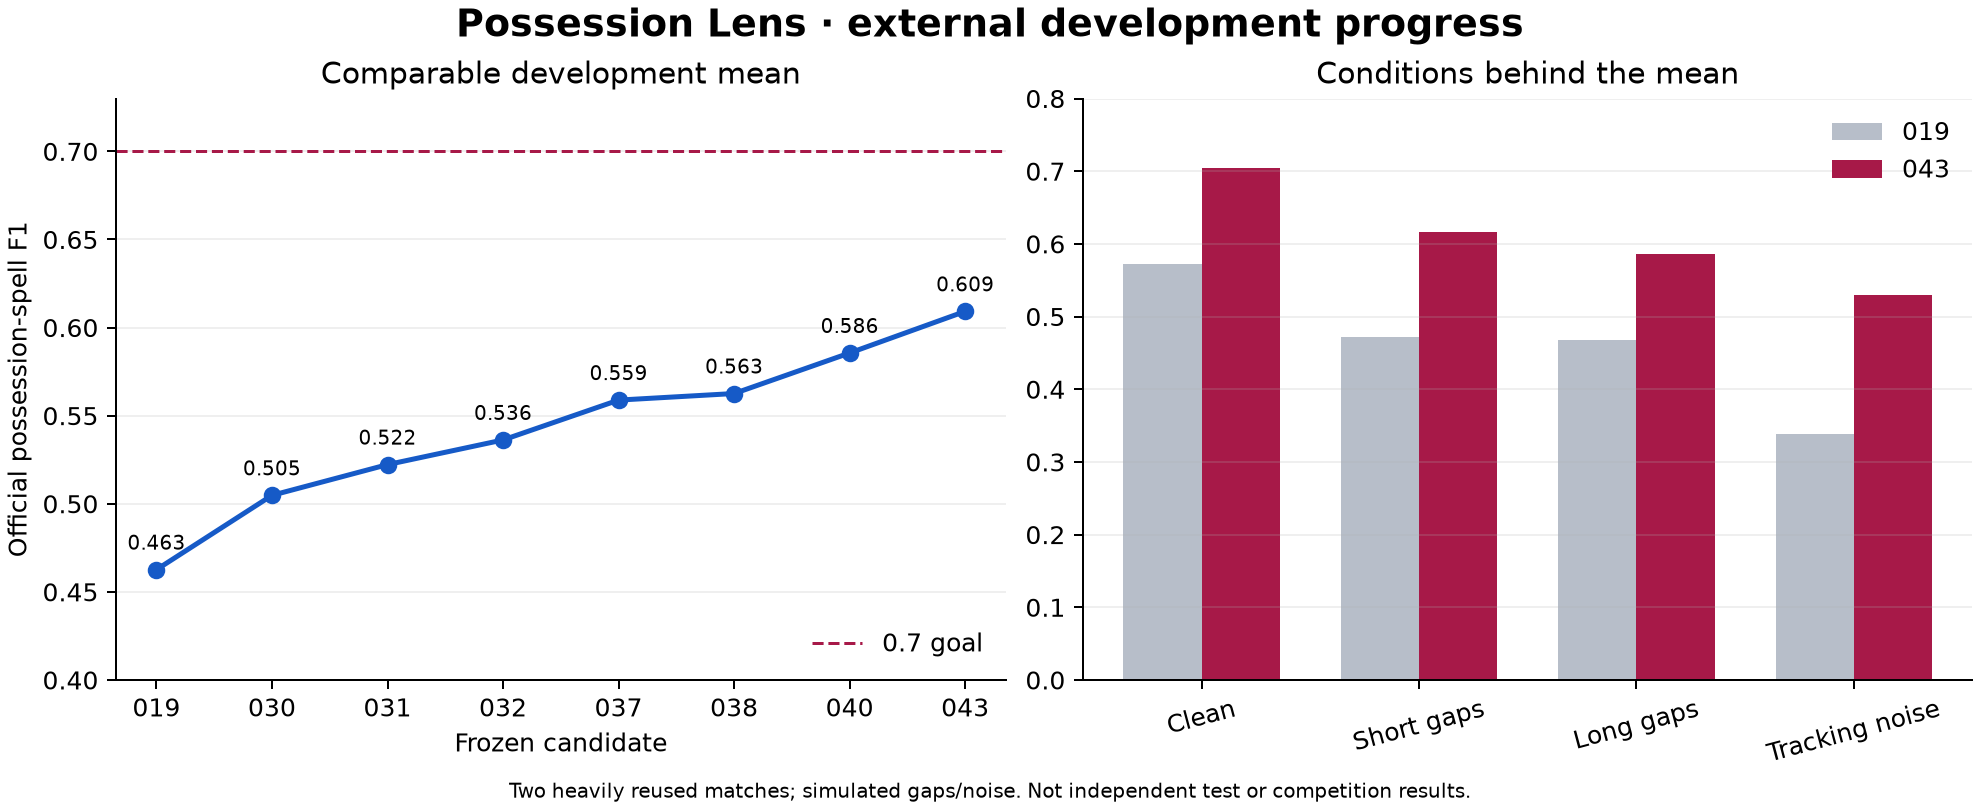 Possession Lens · external development progress
Comparable development mean
Official possession-spell F1
0.70
0.65
0.60
0.55
0.50
0.45
0.40
0.463
0.505
0.522
0.536
0.559
0.563
0.586
0.609
0.7 goal
019 030 031 032 037 038 040 043
Frozen candidate
Conditions behind the mean
0.8
0.7
0.6
0.5
0.4
0.3
0.2
0.1
0.0
019
043
Clean
Short gaps
Long gaps
Tracking noise
Two heavily reused matches; simulated gaps/noise. Not independent test or competition results.